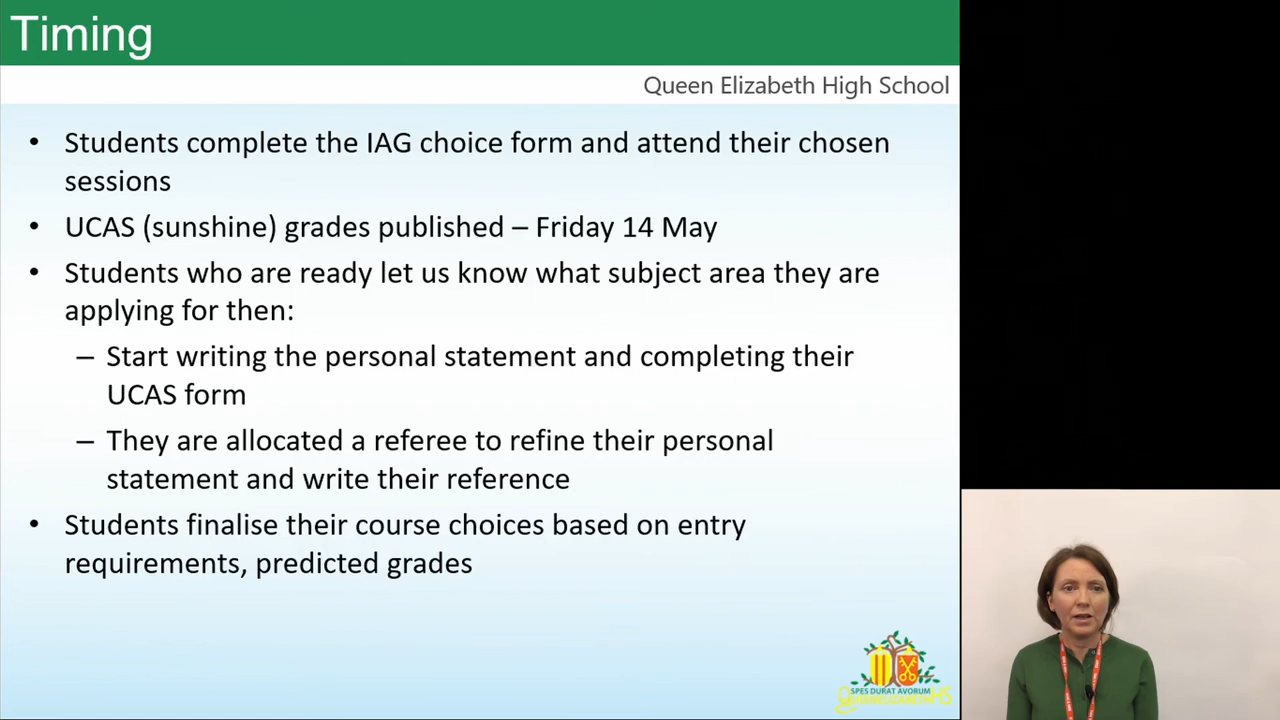 Timing
Queen Elizabeth High School
• Students complete the IAG choice form and attend their chosen
sessions
• UCAS (sunshine) grades published – Friday 14 May
• Students who are ready let us know what subject area they are
applying for then:
– Start writing the personal statement and completing their
UCAS form
– They are allocated a referee to refine their personal
statement and write their reference
• Students finalise their course choices based on entry
requirements, predicted grades
SPES DURAT AVORUM
QUEENELIZABETHHS